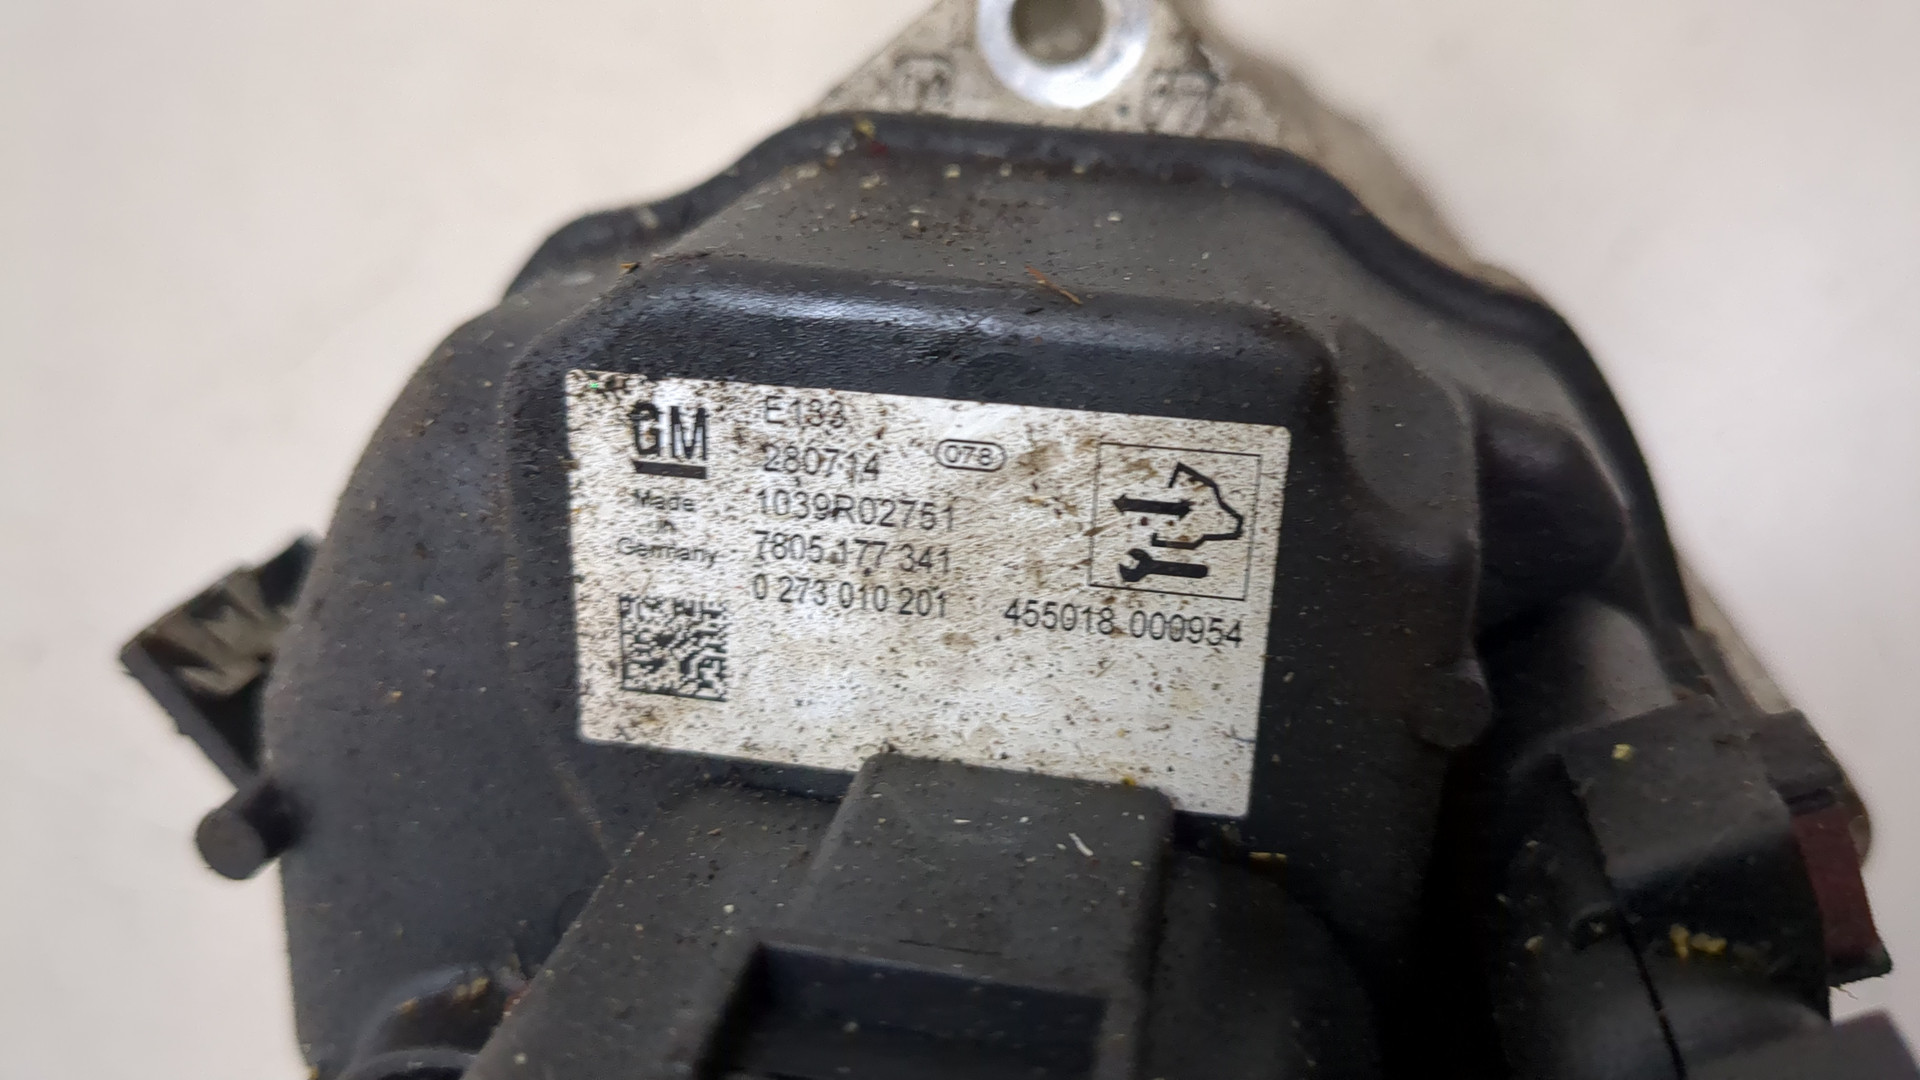 GM
Made
in
Germany
E183
280714
078
1039R02751
7805 177 341
0 273 010 201
455018 000954